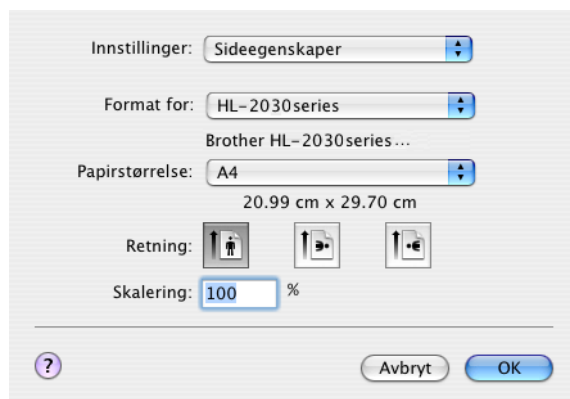 Innstillinger: Sideegenskaper
Format for: HL-2030series
Brother HL-2030series...
Papirstørrelse: A4
20.99 cm x 29.70 cm
Retning:
Skalering: 100 %
? Avbryt OK